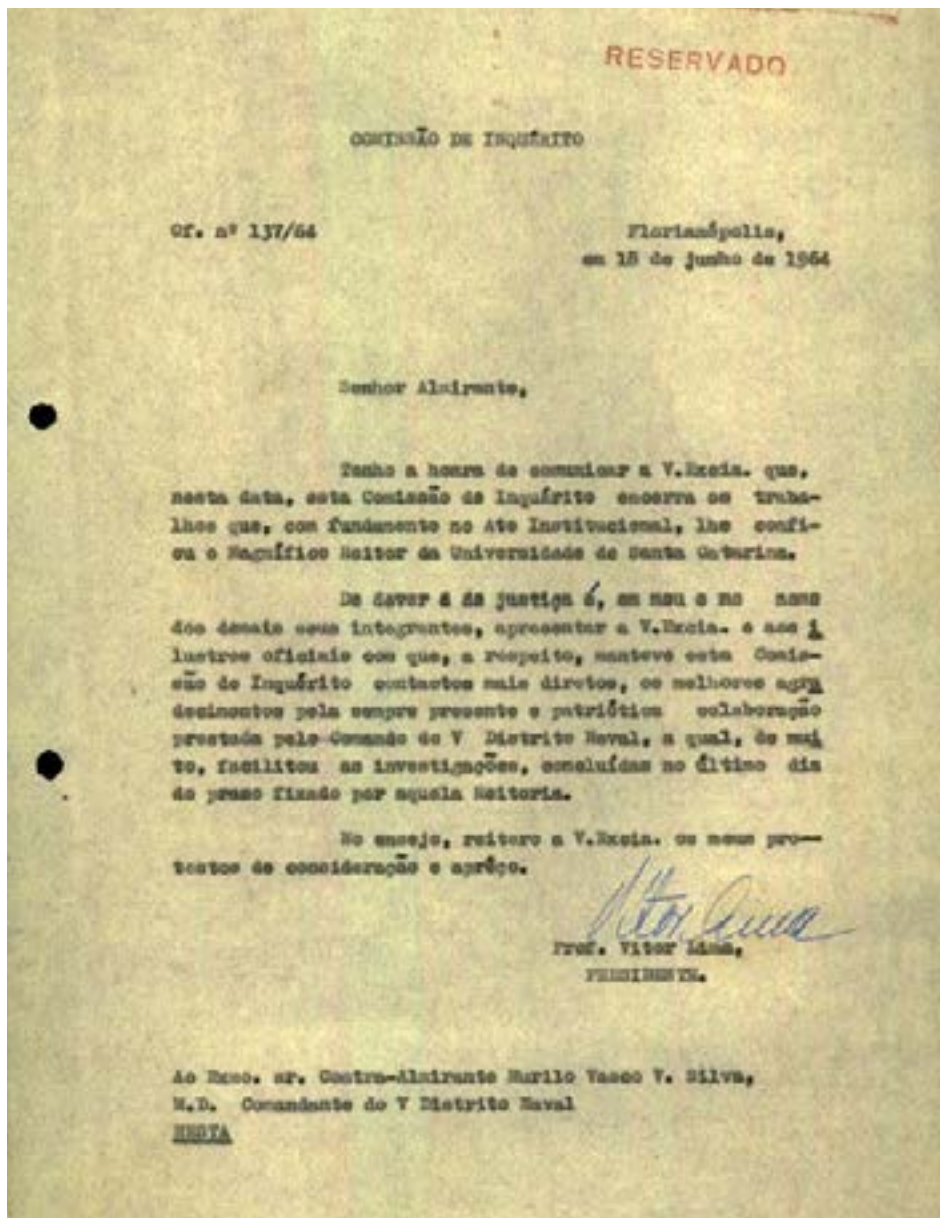 RESERVADO
COMISSÃO DE INQUÉRITO
Of. nº 137/64
Florianópolis,
em 18 de junho de 1964
Senhor Almirante,
Tenho a honra de comunicar a V.Excia. que,
nesta data, esta Comissão de Inquérito encerra os traba-
lhos que, com fundamento no Ato Institucional, lhe confi-
ou o Magnífico Reitor da Universidade de Santa Catarina.
De dever e de justiça é, em meu e no nome
dos demais seus integrantes, apresentar a V.Excia. e aos i
lustres oficiais com que, a respeito, manteve esta Comis-
são de Inquérito contactos mais diretos, os melhores agra
decimentos pela sempre presente e patriótica colaboração
prestada pelo Comando do V Distrito Naval, a qual, de mui
to, facilitou as investigações, concluídas no último dia
do prazo fixado por aquela Reitoria.
No ensejo, reitero a V.Excia. os meus pro-
testos de consideração e aprêço.
Vitor Lima
Prof. Vitor Lima,
PRESIDENTE.
Ao Exmo. sr. Contra-Almirante Murilo Vasco V. Silva,
M.D. Comandante do V Distrito Naval
NESTA